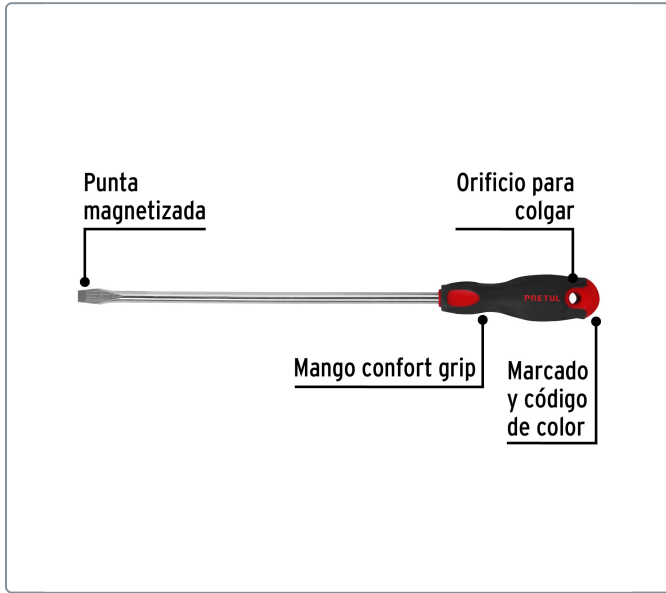 Punta
magnetizada
Orificio para
colgar
PRETUL
Mango confort grip
Marcado
y código
de color